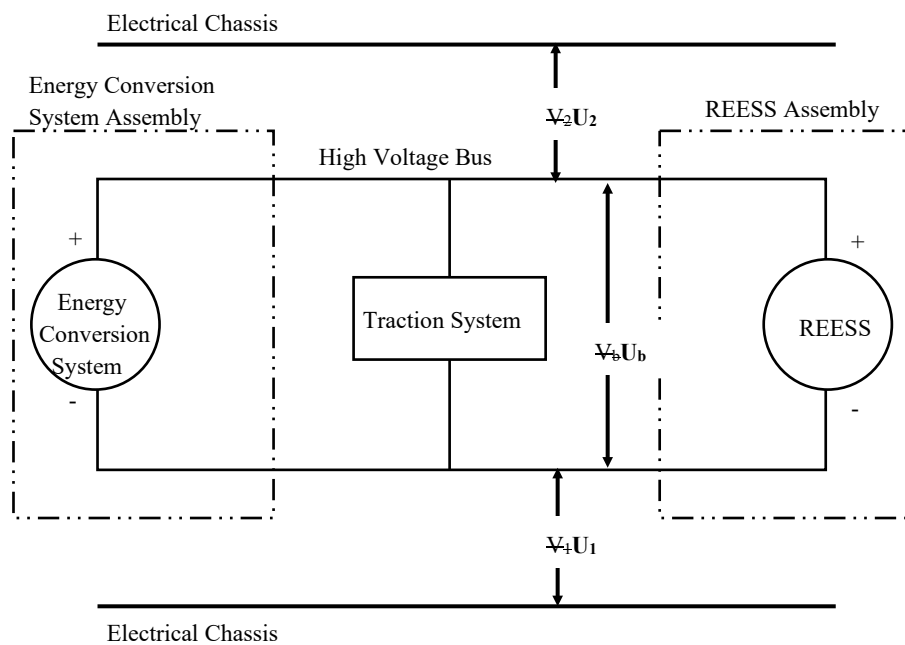 Electrical Chassis
Energy Conversion
System Assembly
V₂U₂
REESS Assembly
High Voltage Bus
+
+
Energy
Conversion
System
Traction System
VbUb
REESS
-
-
V₁U₁
Electrical Chassis